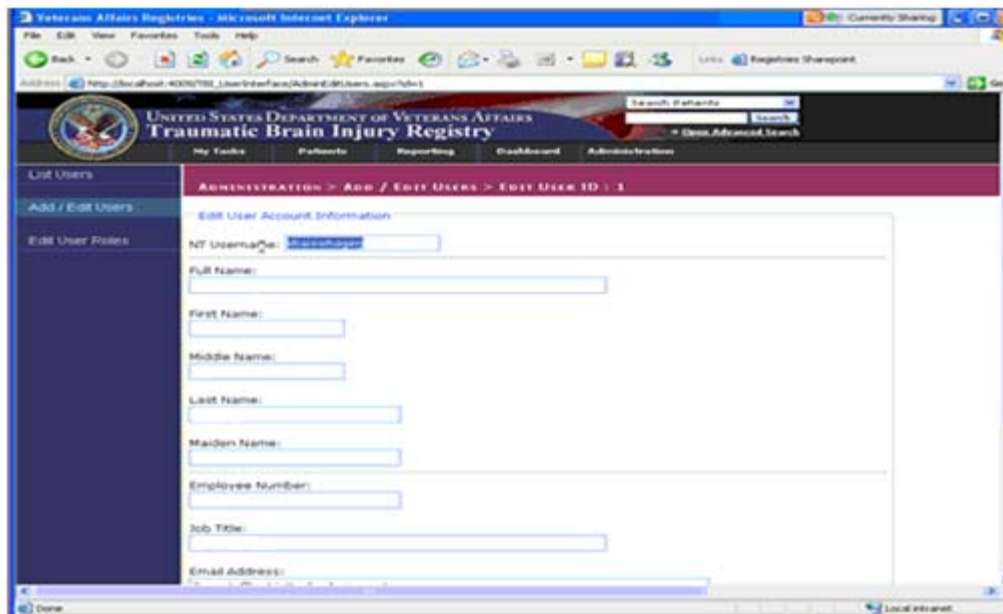 Veterans Affairs Registries - Microsoft Internet Explorer
Currently Sharing
File Edit View Favorites Tools Help
Back Search Favorites Links Registries Sharepoint
Address Go
UNITED STATES DEPARTMENT OF VETERANS AFFAIRS
Traumatic Brain Injury Registry
Search Patients
Search
Open Advanced Search
My Tasks Patients Reporting Dashboard Administration
List Users
Add / Edit Users
Edit User Roles
ADMINISTRATION > ADD / EDIT USERS > EDIT USER ID : 1
Edit User Account Information
NT Username:
Full Name:
First Name:
Middle Name:
Last Name:
Maiden Name:
Employee Number:
Job Title:
Email Address:
Done
Local intranet